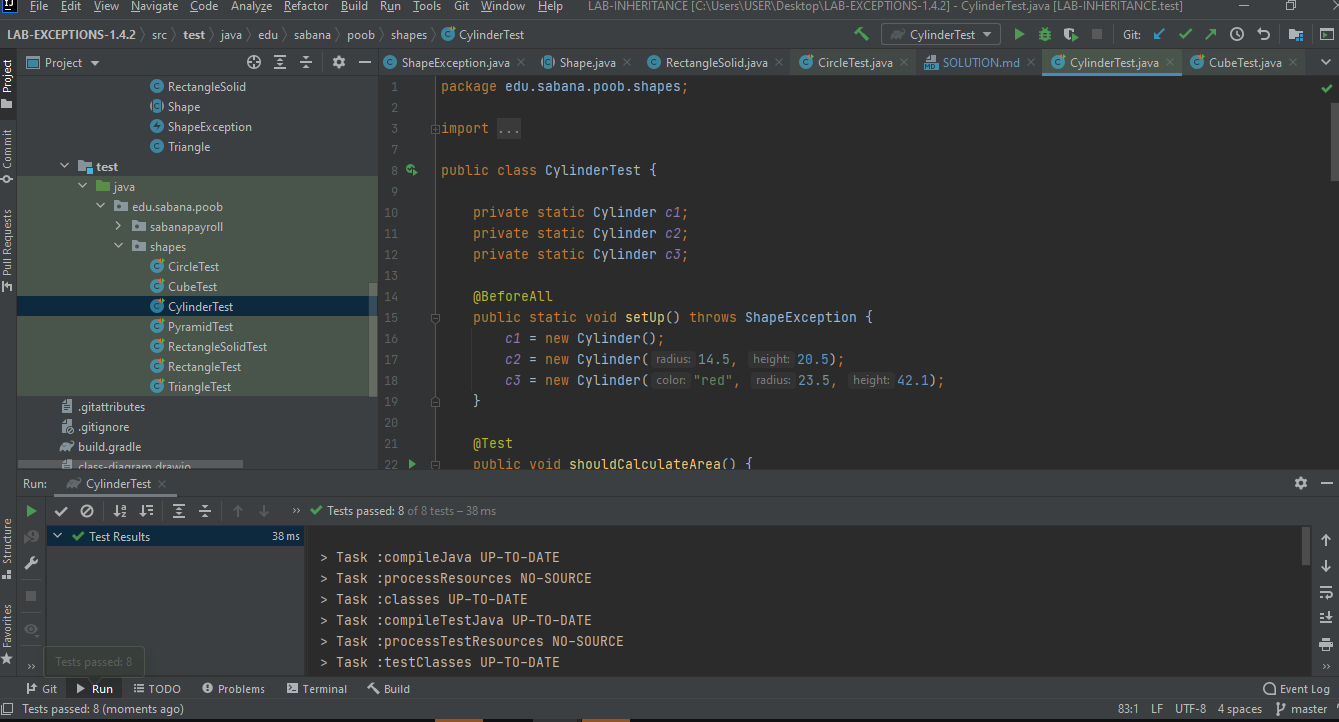 File Edit View Navigate Code Analyze Refactor Build Run Tools Git Window Help LAB-INHERITANCE [C:\Users\USER\Desktop\LAB-EXCEPTIONS-1.4.2] - CylinderTest.java [LAB-INHERITANCE.test]
LAB-EXCEPTIONS-1.4.2 src test java edu sabana poob shapes CylinderTest CylinderTest Git:
Project ShapeException.java Shape.java RectangleSolid.java CircleTest.java SOLUTION.md CylinderTest.java CubeTest.java
Project
Commit
Pull Requests
Structure
Favorites
RectangleSolid
Shape
ShapeException
Triangle
test
java
edu.sabana.poob
sabanapayroll
shapes
CircleTest
CubeTest
CylinderTest
PyramidTest
RectangleSolidTest
RectangleTest
TriangleTest
.gitattributes
.gitignore
build.gradle
class-diagram.drawio
1 package edu.sabana.poob.shapes;
2
3 import ...
7
8 public class CylinderTest {
9
10 private static Cylinder c1;
11 private static Cylinder c2;
12 private static Cylinder c3;
13
14 @BeforeAll
15 public static void setUp() throws ShapeException {
16 c1 = new Cylinder();
17 c2 = new Cylinder( radius: 14.5, height: 20.5);
18 c3 = new Cylinder( color: "red", radius: 23.5, height: 42.1);
19 }
20
21 @Test
22 public void shouldCalculateArea() {
Run: CylinderTest
Tests passed: 8 of 8 tests – 38 ms
Test Results 38 ms
> Task :compileJava UP-TO-DATE
> Task :processResources NO-SOURCE
> Task :classes UP-TO-DATE
> Task :compileTestJava UP-TO-DATE
> Task :processTestResources NO-SOURCE
> Task :testClasses UP-TO-DATE
Tests passed: 8
Git Run TODO Problems Terminal Build Event Log
Tests passed: 8 (moments ago) 83:1 LF UTF-8 4 spaces master